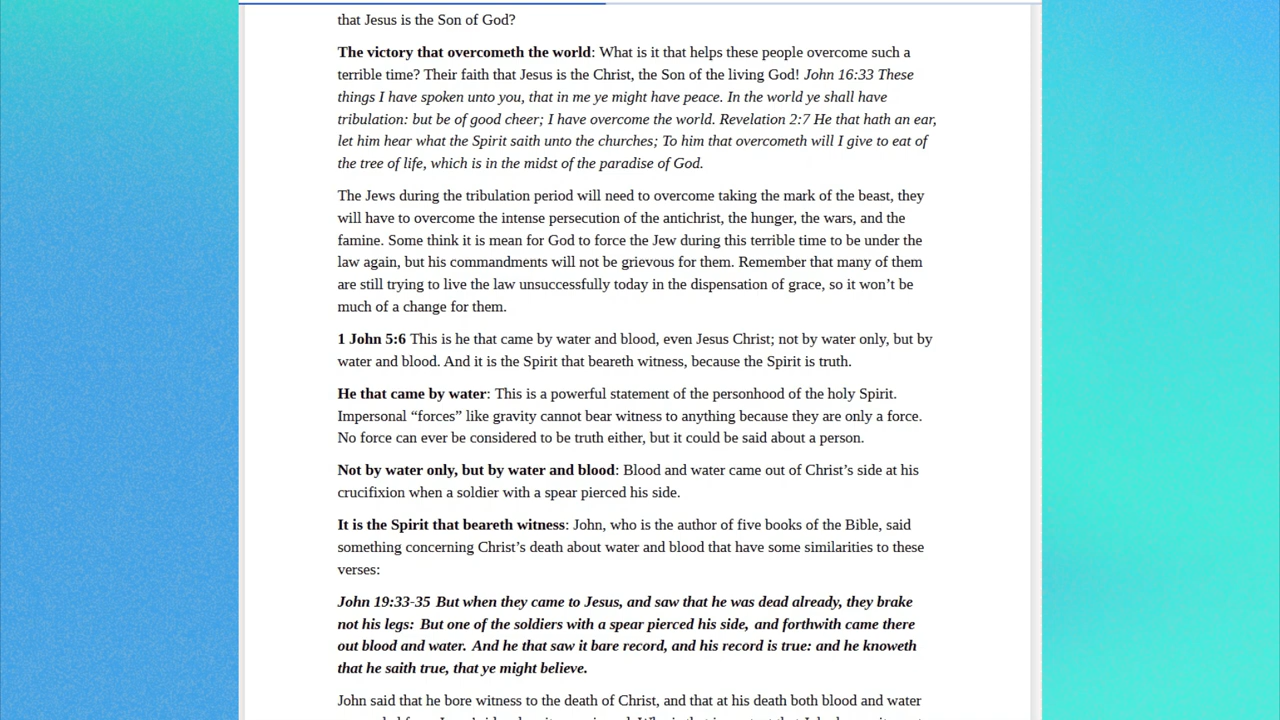 that Jesus is the Son of God?
The victory that overcometh the world: What is it that helps these people overcome such a
terrible time? Their faith that Jesus is the Christ, the Son of the living God! John 16:33 These
things I have spoken unto you, that in me ye might have peace. In the world ye shall have
tribulation: but be of good cheer; I have overcome the world. Revelation 2:7 He that hath an ear,
let him hear what the Spirit saith unto the churches; To him that overcometh will I give to eat of
the tree of life, which is in the midst of the paradise of God.
The Jews during the tribulation period will need to overcome taking the mark of the beast, they
will have to overcome the intense persecution of the antichrist, the hunger, the wars, and the
famine. Some think it is mean for God to force the Jew during this terrible time to be under the
law again, but his commandments will not be grievous for them. Remember that many of them
are still trying to live the law unsuccessfully today in the dispensation of grace, so it won’t be
much of a change for them.
1 John 5:6 This is he that came by water and blood, even Jesus Christ; not by water only, but by
water and blood. And it is the Spirit that beareth witness, because the Spirit is truth.
He that came by water: This is a powerful statement of the personhood of the holy Spirit.
Impersonal “forces” like gravity cannot bear witness to anything because they are only a force.
No force can ever be considered to be truth either, but it could be said about a person.
Not by water only, but by water and blood: Blood and water came out of Christ’s side at his
crucifixion when a soldier with a spear pierced his side.
It is the Spirit that beareth witness: John, who is the author of five books of the Bible, said
something concerning Christ’s death about water and blood that have some similarities to these
verses:
John 19:33-35 But when they came to Jesus, and saw that he was dead already, they brake
not his legs: But one of the soldiers with a spear pierced his side, and forthwith came there
out blood and water. And he that saw it bare record, and his record is true: and he knoweth
that he saith true, that ye might believe.
John said that he bore witness to the death of Christ, and that at his death both blood and water